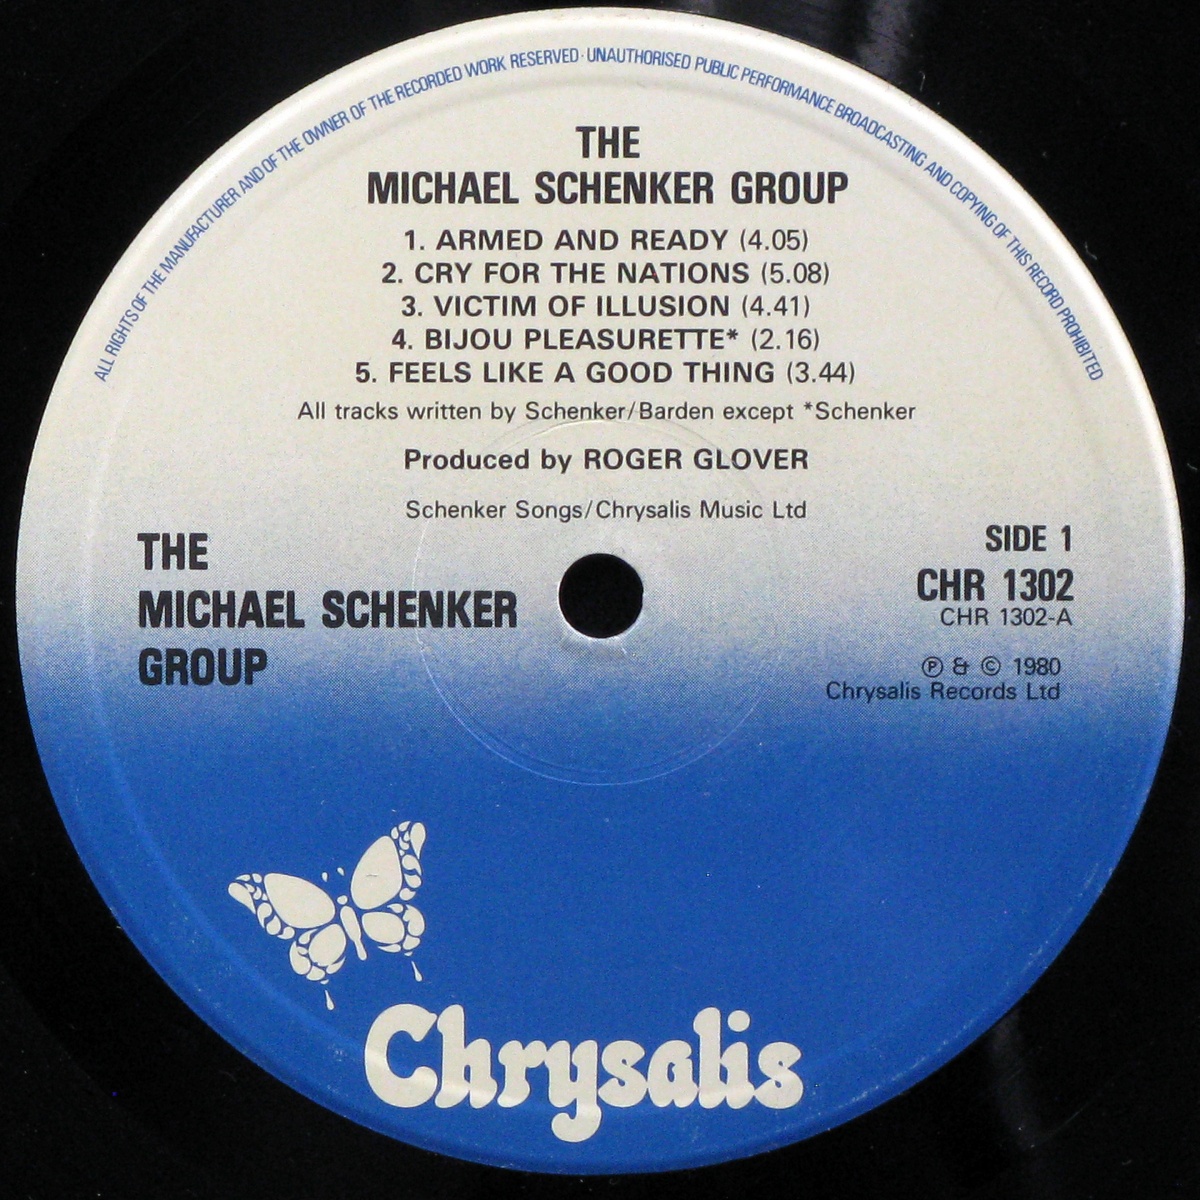 ALL RIGHTS OF THE MANUFACTURER AND OF THE OWNER OF THE RECORDED WORK RESERVED · UNAUTHORISED PUBLIC PERFORMANCE BROADCASTING AND COPYING OF THIS RECORD PROHIBITED
THE
MICHAEL SCHENKER GROUP
1. ARMED AND READY (4.05)
2. CRY FOR THE NATIONS (5.08)
3. VICTIM OF ILLUSION (4.41)
4. BIJOU PLEASURETTE* (2.16)
5. FEELS LIKE A GOOD THING (3.44)
All tracks written by Schenker/Barden except *Schenker
Produced by ROGER GLOVER
Schenker Songs/Chrysalis Music Ltd
THE
MICHAEL SCHENKER
GROUP
SIDE 1
CHR 1302
CHR 1302-A
℗ & © 1980
Chrysalis Records Ltd
Chrysalis